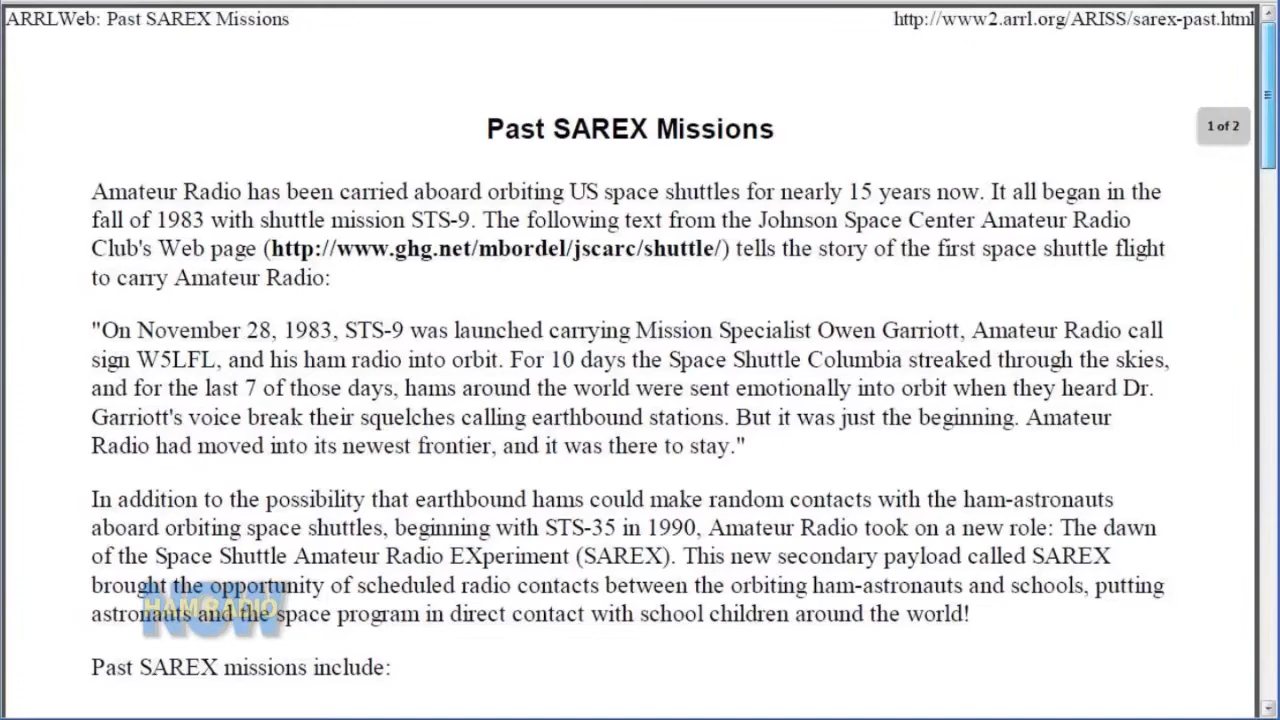 ARRLWeb: Past SAREX Missions
http://www2.arrl.org/ARISS/sarex-past.html
Past SAREX Missions
1 of 2
Amateur Radio has been carried aboard orbiting US space shuttles for nearly 15 years now. It all began in the
fall of 1983 with shuttle mission STS-9. The following text from the Johnson Space Center Amateur Radio
Club's Web page (http://www.ghg.net/mbordel/jscarc/shuttle/) tells the story of the first space shuttle flight
to carry Amateur Radio:
"On November 28, 1983, STS-9 was launched carrying Mission Specialist Owen Garriott, Amateur Radio call
sign W5LFL, and his ham radio into orbit. For 10 days the Space Shuttle Columbia streaked through the skies,
and for the last 7 of those days, hams around the world were sent emotionally into orbit when they heard Dr.
Garriott's voice break their squelches calling earthbound stations. But it was just the beginning. Amateur
Radio had moved into its newest frontier, and it was there to stay."
In addition to the possibility that earthbound hams could make random contacts with the ham-astronauts
aboard orbiting space shuttles, beginning with STS-35 in 1990, Amateur Radio took on a new role: The dawn
of the Space Shuttle Amateur Radio EXperiment (SAREX). This new secondary payload called SAREX
brought the opportunity of scheduled radio contacts between the orbiting ham-astronauts and schools, putting
astronauts and the space program in direct contact with school children around the world!
HAM RADIO
NOW
Past SAREX missions include: